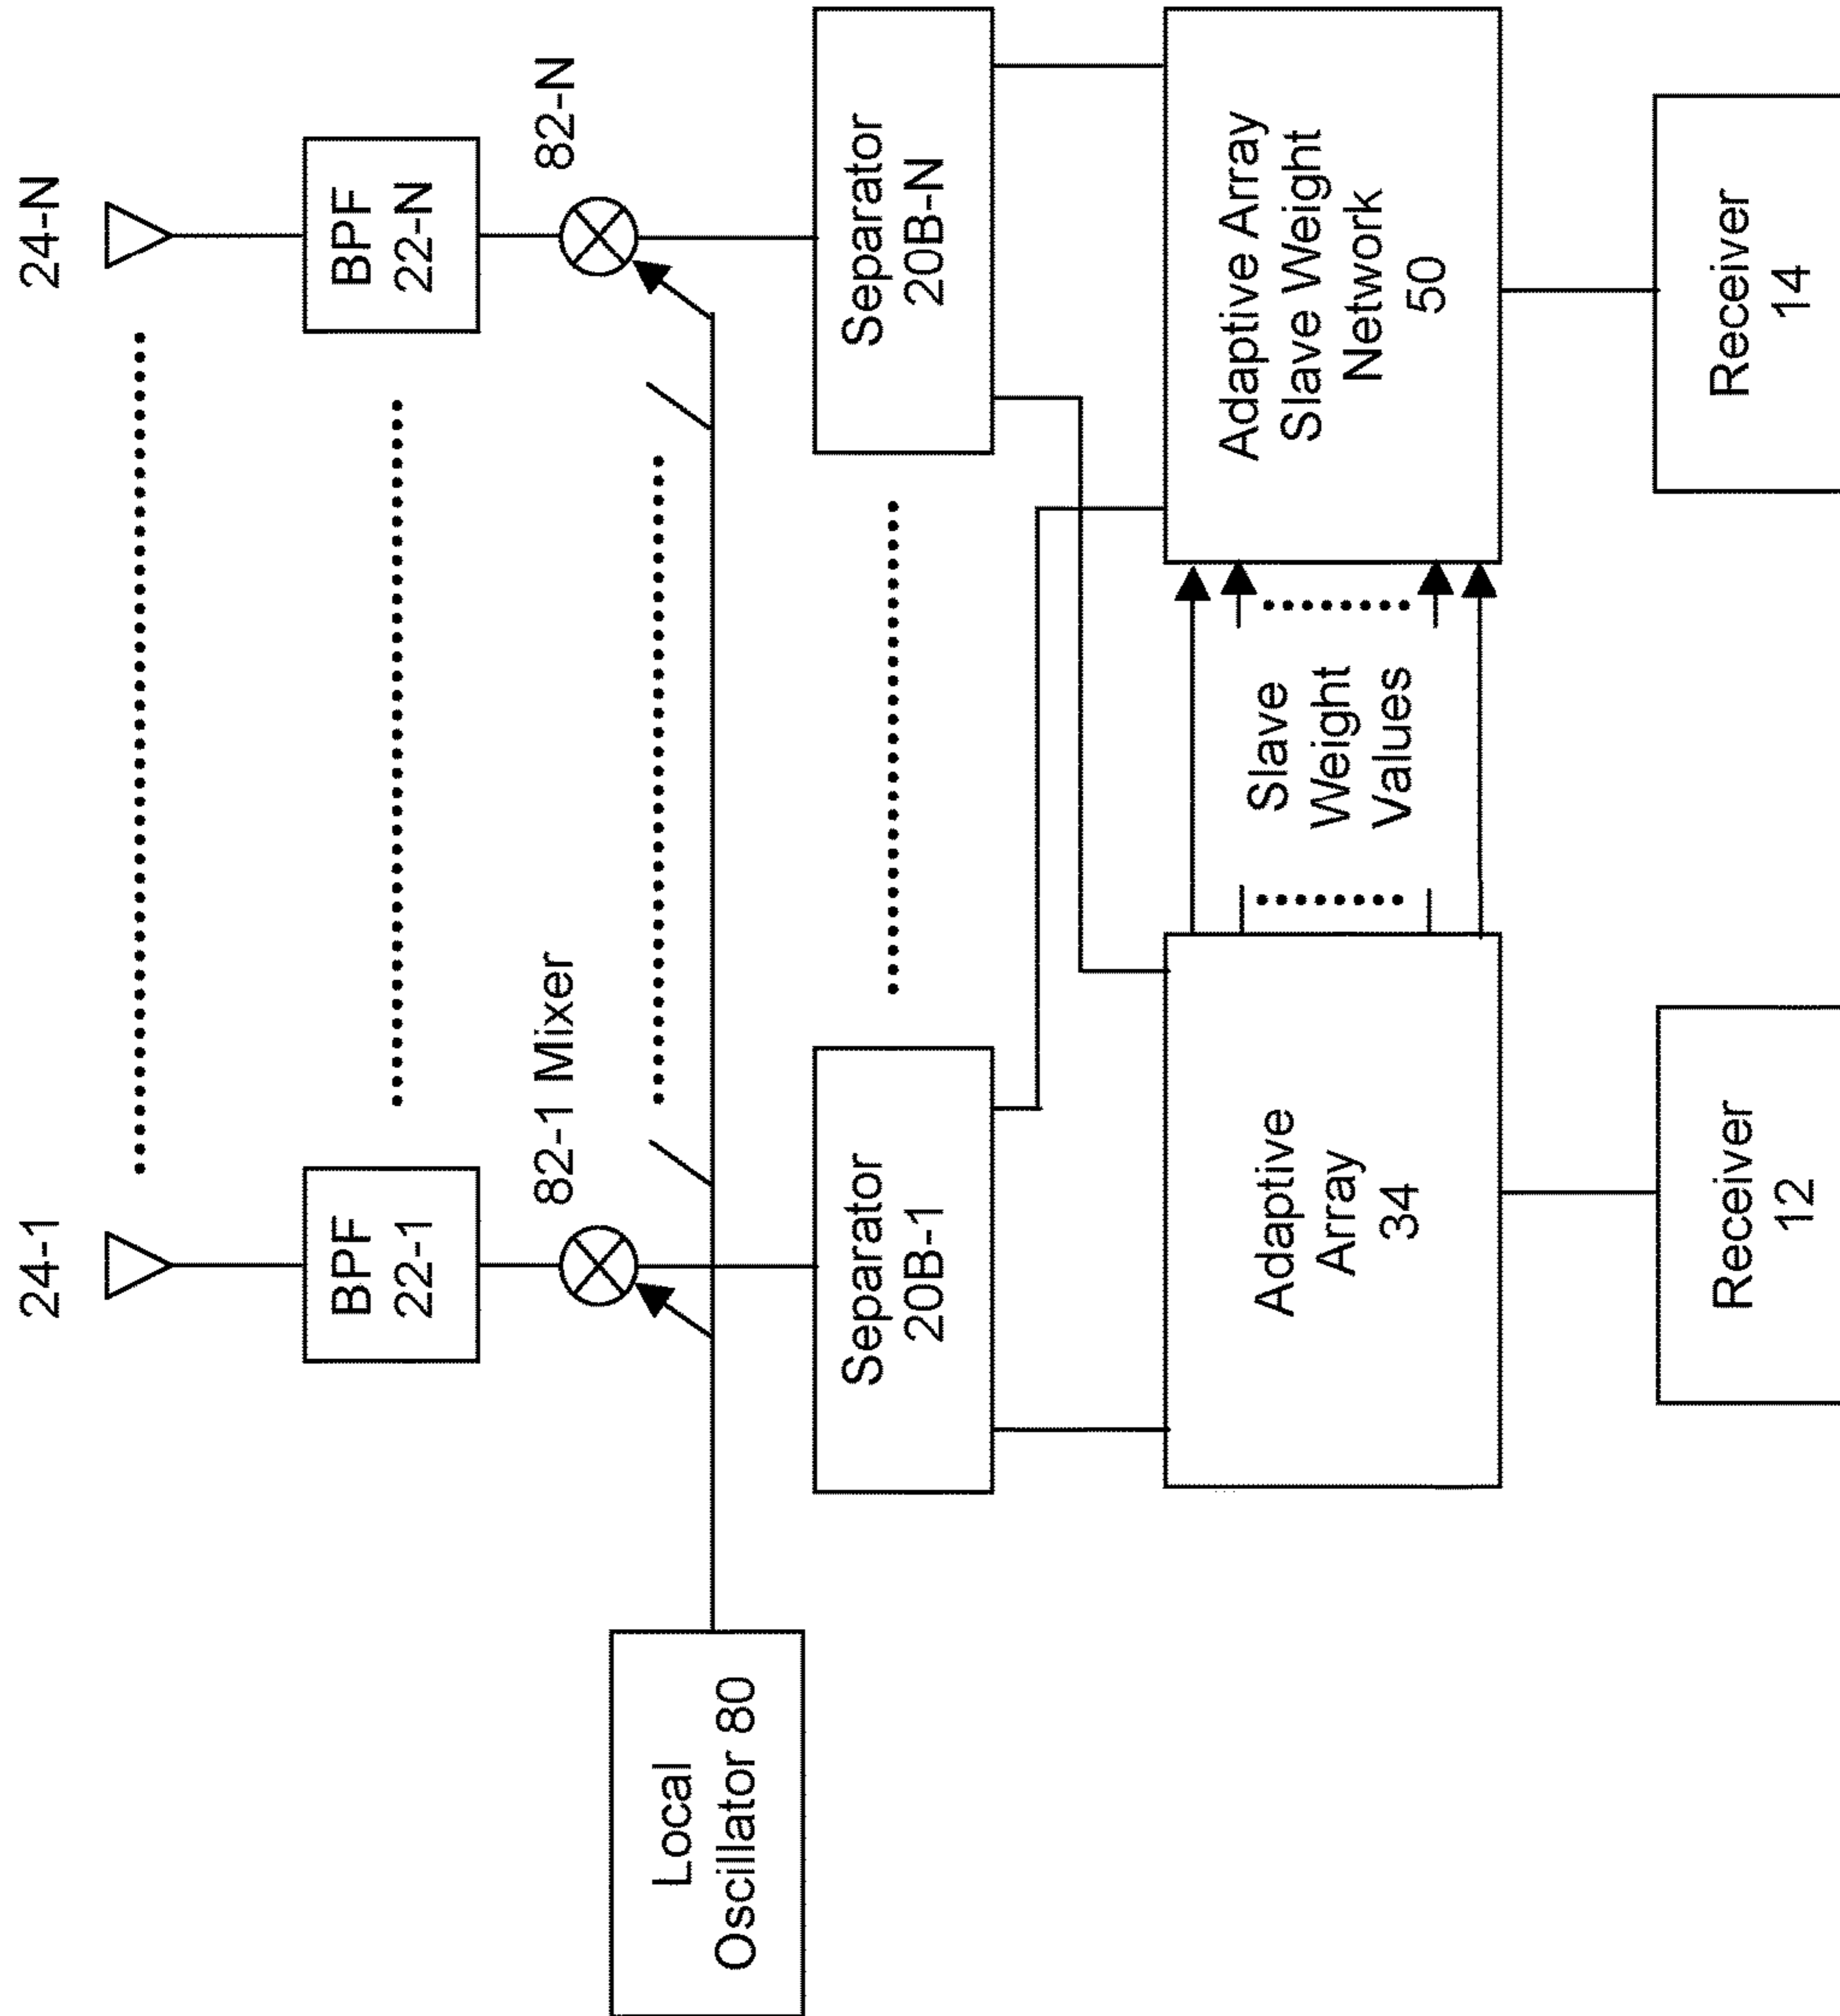 24-1
24-N
BPF
22-1
BPF
22-N
82-1 Mixer
82-N
Local
Oscillator 80
Separator
20B-1
Separator
20B-N
Adaptive
Array
34
Slave
Weight
Values
Adaptive Array
Slave Weight
Network
50
Receiver
12
Receiver
14